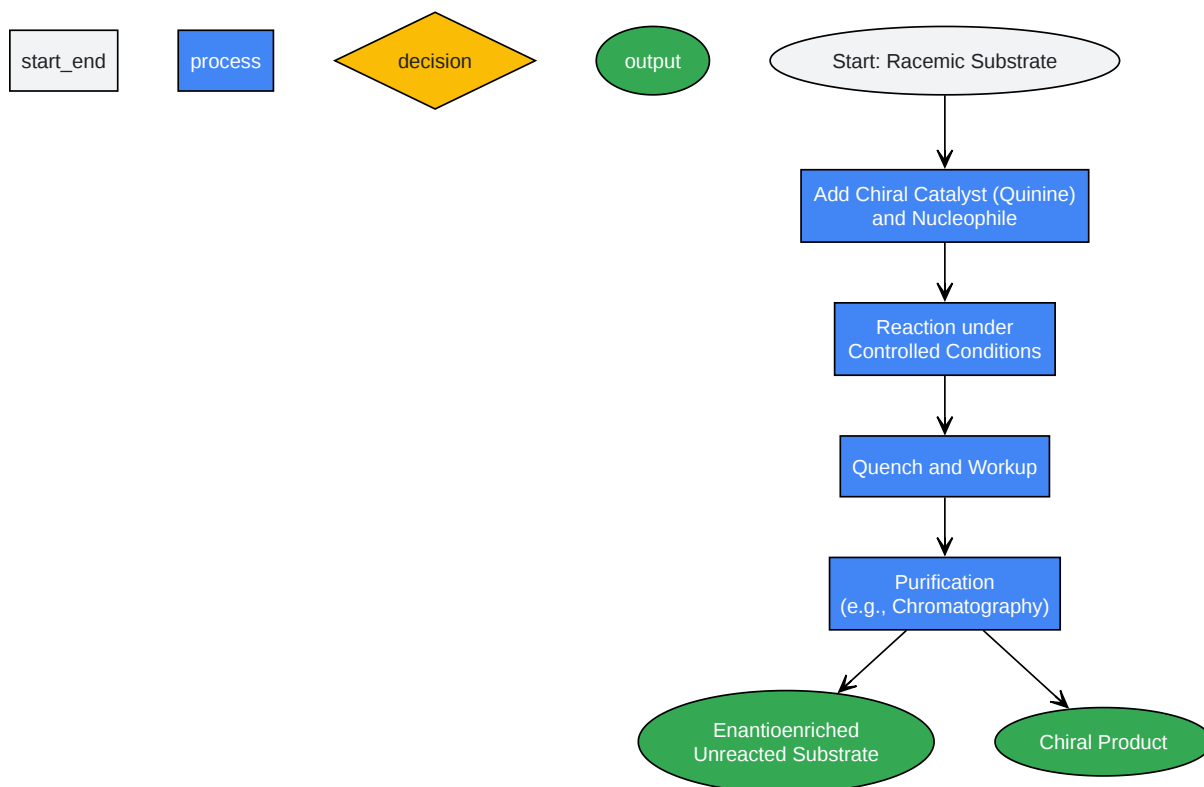 start_end
process
decision
output
Start: Racemic Substrate
Add Chiral Catalyst (Quinine)
and Nucleophile
Reaction under
Controlled Conditions
Quench and Workup
Purification
(e.g., Chromatography)
Enantioenriched
Unreacted Substrate
Chiral Product